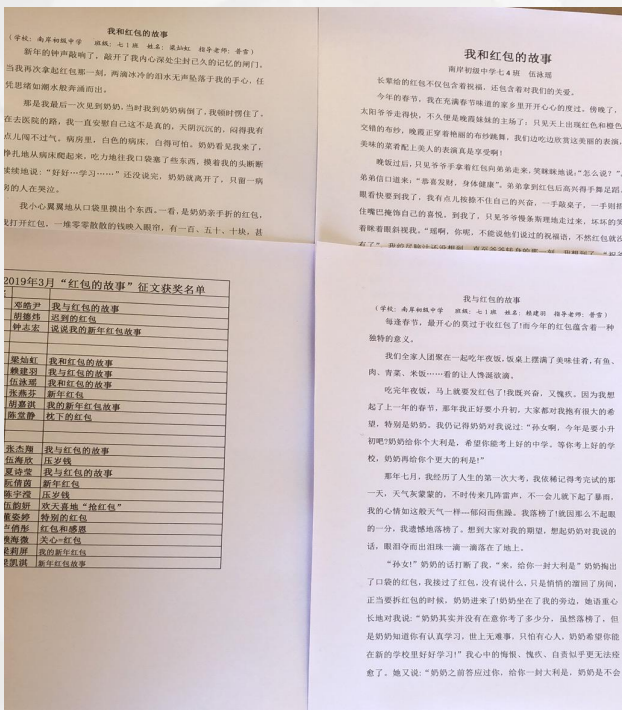 我和红包的故事
(学校：南岸初级中学 班级：七1班 姓名：梁灿虹 指导老师：普雪)
新年的钟声敲响了，敲开了我内心深处尘封已久的记忆的闸门，
当我再次拿起红包那一刻，两滴冰冷的泪水无声坠落于我的手心，任
凭思绪如潮水般奔涌而出。
那是我最后一次见到奶奶，当时我到奶奶病倒了，我顿时愣住了，
在去医院的路，我一直安慰自己这不是真的，天阴沉沉的，闷得我有
点儿闯不过气。病房里，白色的病床，白得可怕。奶奶看见我来了，
挣扎地从病床爬起来，吃力地往我口袋塞了些东西，摸着我的头断断
续续地说：“好好…学习……”还没说完，奶奶就离开了，只留一病
房的人在哭泣。
我小心翼翼地从口袋里摸出个东西。一看，是奶奶亲手折的红包，
我打开红包，一堆零零散散的钱映入眼帘，有一百、五十、十块，甚
我和红包的故事
南岸初级中学七4班 伍泳瑶
长辈给的红包不仅包含着祝福，还包含着对我们的关爱。
今年的春节，我在充满春节味道的家乡里开开心心的度过。傍晚了，
太阳爷爷走得快，不久便是晚霞妹妹的主场了；只见天上出现红色和橙色
交错的布纱，晚霞正穿着艳丽的布纱跳舞，我们边吃边欣赏这美丽的表演，
美味的菜肴配上美人的表演真是享受啊！
晚饭过后，只见爷爷手拿着红包向弟弟走来，笑眯眯地说：“怎么说？”
弟弟信口道来，“恭喜发财，身体健康”。弟弟拿到红包后高兴得手舞足蹈，
眼看快要到我了，我有点儿按捺不住自己的兴奋，一手敲桌子，一手则捂
住嘴巴掩饰自己的喜悦。到我了，只见爷爷慢条斯理地走过来，坏坏的笑
着眯着眼斜视我。“瑶啊，你呢，不能说他们说过的祝福语，不然红包就没
2019年3月“红包的故事”征文获奖名单
邓皓尹 我与红包的故事
胡德炜 迟到的红包
钟志宏 说说我的新年红包故事
梁灿虹 我和红包的故事
赖建羽 我与红包的故事
伍泳瑶 我和红包的故事
张燕芬 新年红包
胡嘉淇 我的新年红包故事
陈堂静 枕下的红包
张杰翔 我与红包的故事
伍海欣 压岁钱
夏诗莹 我与红包的故事
阮倩茵 新年红包
陈宇滢 压岁钱
伍韵妍 欢天喜地“抢红包”
董姿婷 特别的红包
卢俏彤 红包和感恩
海微 关心=红包
梁莉屏 我的新年红包
梁凯淇 新年红包故事
我与红包的故事
(学校：南岸初级中学 班级：七1班 姓名：赖建羽 指导老师：普雪)
每逢春节，最开心的莫过于收红包了!而今年的红包蕴含着一种
独特的意义。
我们全家人团聚在一起吃年夜饭，饭桌上摆满了美味佳肴，有鱼、
肉、青菜、米饭……看的让人馋涎欲滴。
吃完年夜饭，马上就要发红包了!我既兴奋，又愧疚。因为我想
起了上一年的春节，那年我正好要小升初，大家都对我抱有很大的希
望，特别是奶奶。我仍记得奶奶对我说过：“孙女啊，今年是要小升
初吧?奶奶给你个大利是，希望你能考上好的中学。等你考上好的学
校，奶奶再给你个更大的利是!”
那年七月，我经历了人生的第一次大考，我依稀记得考完试的那
一天，天气灰蒙蒙的，不时传来几阵雷声，不一会儿就下起了暴雨。
我的心情如这般天气一样---郁闷而焦躁。我落榜了!就因那么不起眼
的一分，我遗憾地落榜了。想到大家对我的期望，想起奶奶对我说的
话，眼泪夺而出泪珠一滴一滴落在了地上。
“孙女!”奶奶的话打断了我，“来，给你一封大利是”奶奶掏出
了口袋的红包，我接过了红包，没有说什么，只是悄悄的溜回了房间，
正当要拆红包的时候，奶奶进来了!奶奶坐在了我的旁边，她语重心
长地对我说：“奶奶其实并没有在意你考了多少分，虽然落榜了，但
是奶奶知道你有认真学习，世上无难事，只怕有心人，奶奶希望你能
在新的学校里好好学习!”我心中的悔恨、愧疚、自责似乎更无法痊
愈了。她又说：“奶奶之前答应过你，给你一封大利是，奶奶是不会